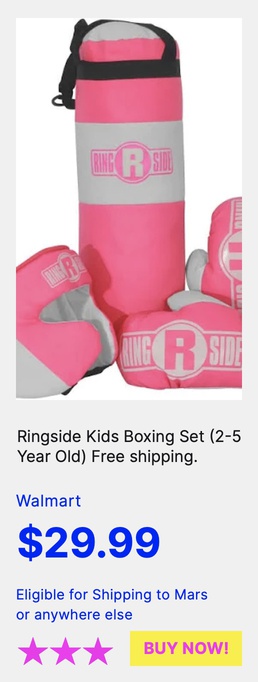 RING R SIDE
RING R SIDE
RING R SIDE
Ringside Kids Boxing Set (2-5
Year Old) Free shipping.
Walmart
$29.99
Eligible for Shipping to Mars
or anywhere else
BUY NOW!